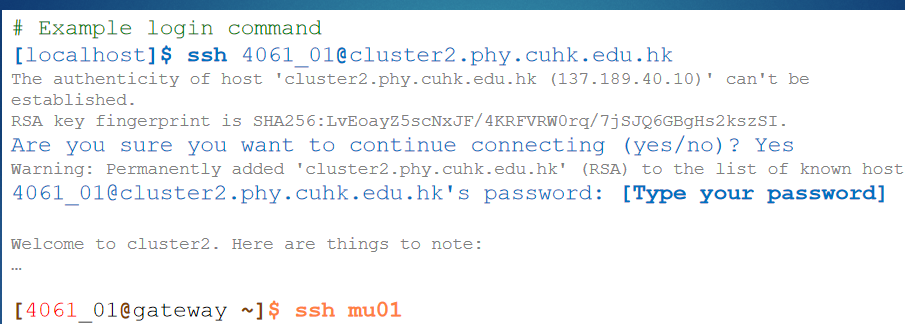 # Example login command
[localhost]$ ssh 4061_01@cluster2.phy.cuhk.edu.hk
The authenticity of host 'cluster2.phy.cuhk.edu.hk (137.189.40.10)' can't be
established.
RSA key fingerprint is SHA256:LvEoayZ5scNxJF/4KRFVRW0rq/7jSJQ6GBgHs2kszSI.
Are you sure you want to continue connecting (yes/no)? Yes
Warning: Permanently added 'cluster2.phy.cuhk.edu.hk' (RSA) to the list of known host
4061_01@cluster2.phy.cuhk.edu.hk's password: [Type your password]
Welcome to cluster2. Here are things to note:
…
[4061_01@gateway ~]$ ssh mu01